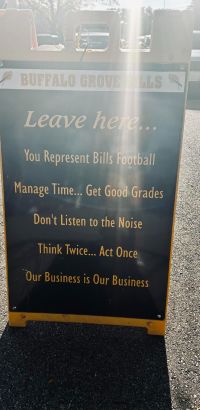 BUFFALO GROVE BILLS
Leave here...
You Represent Bills Football
Manage Time... Get Good Grades
Don't Listen to the Noise
Think Twice... Act Once
Our Business is Our Business